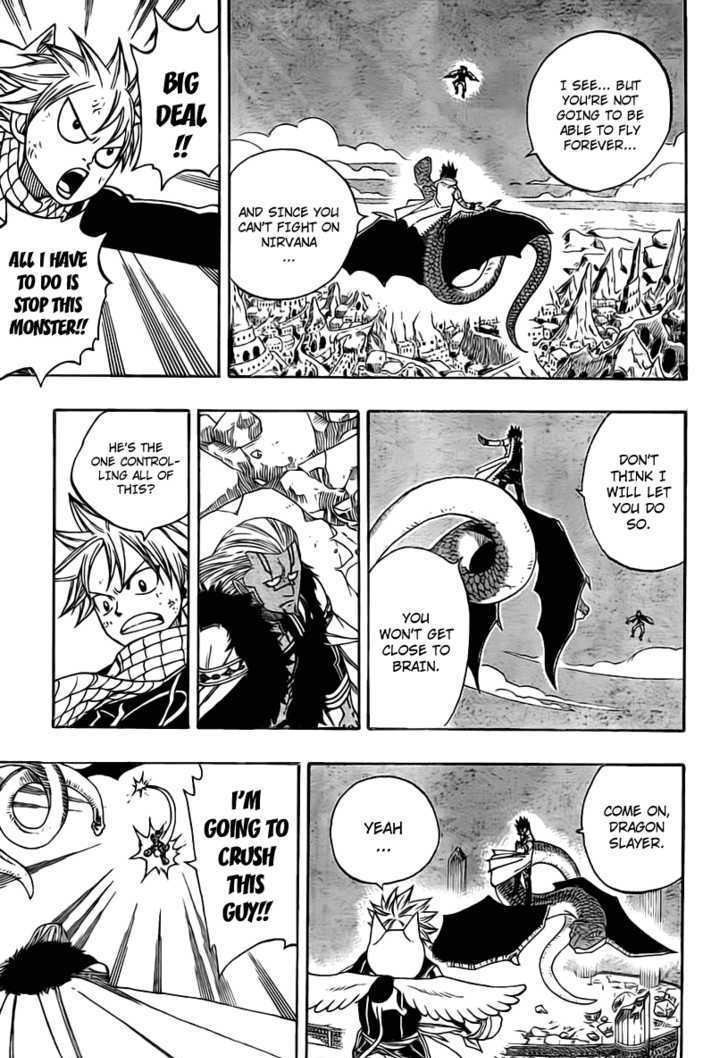 I SEE... BUT
YOU'RE NOT
GOING TO BE
ABLE TO FLY
FOREVER...
AND SINCE YOU
CAN'T FIGHT ON
NIRVANA
...
BIG
DEAL
!!
ALL I HAVE
TO DO IS
STOP THIS
MONSTER!!
DON'T
THINK I
WILL LET
YOU DO
SO.
YOU
WON'T GET
CLOSE TO
BRAIN.
HE'S THE
ONE CONTROL-
LING ALL OF
THIS?
COME ON,
DRAGON
SLAYER.
YEAH
...
I'M
GOING TO
CRUSH
THIS
GUY!!